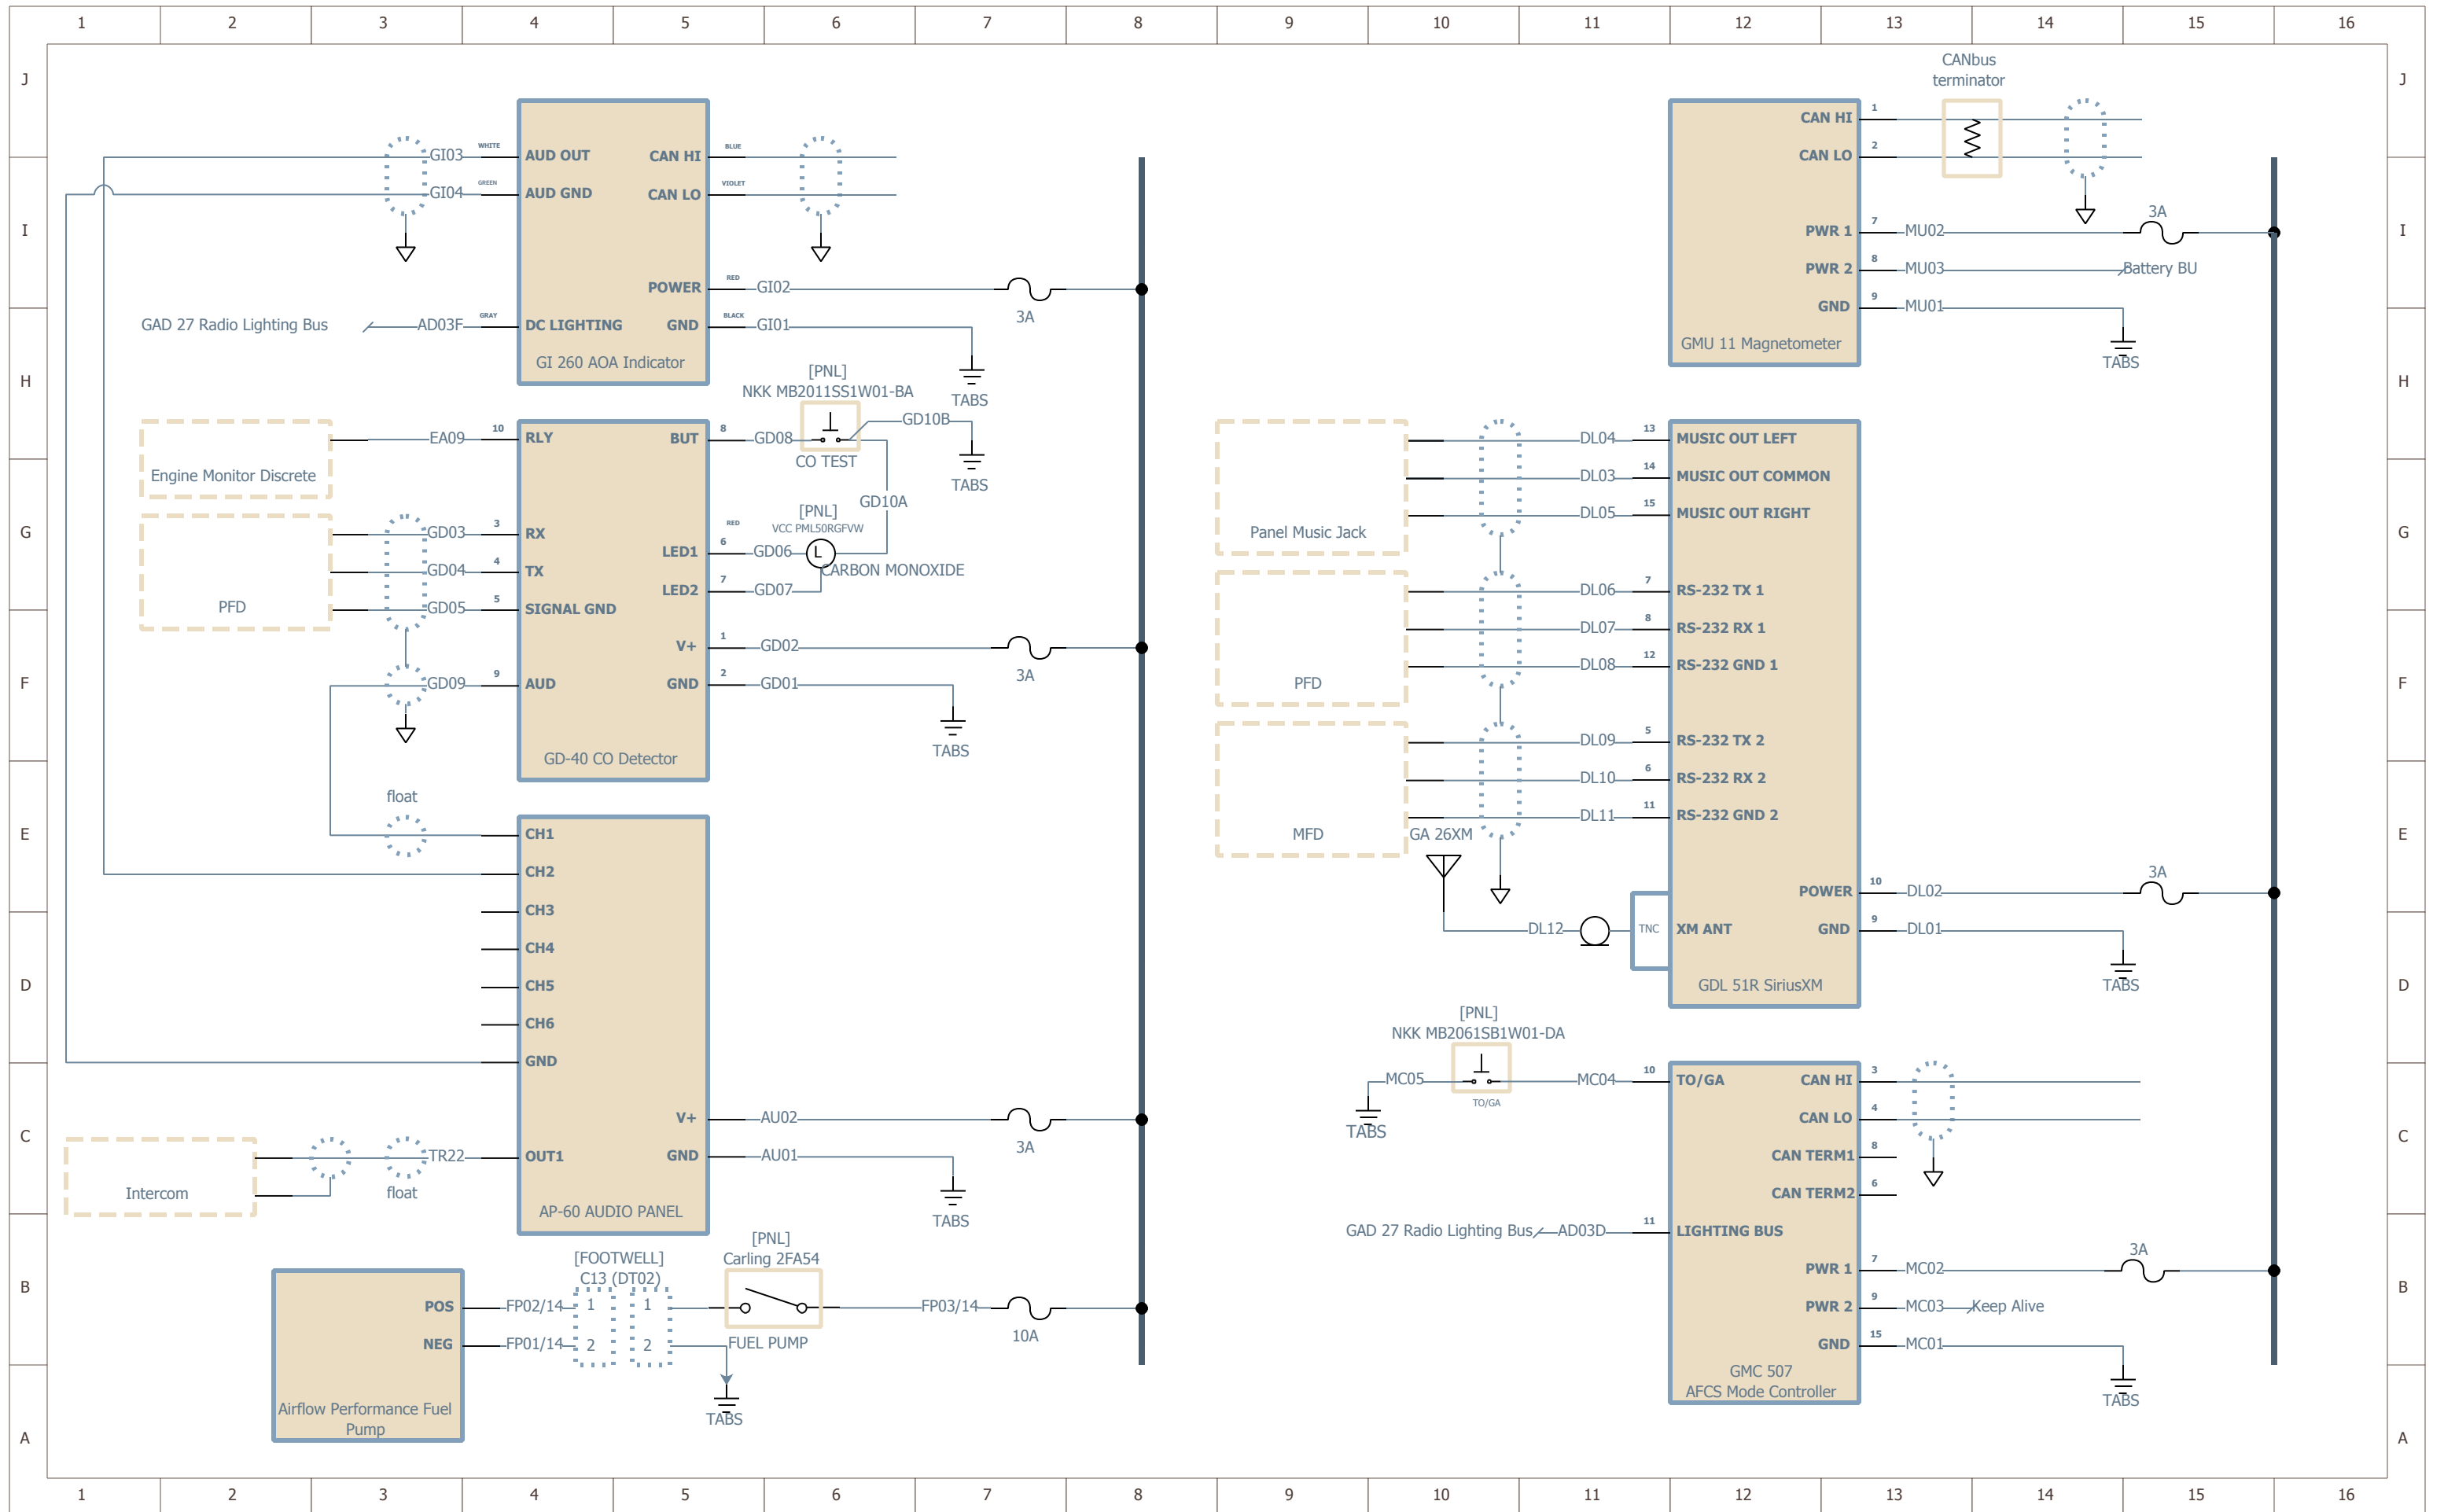 1 2 3 4 5 6 7 8 9 10 11 12 13 14 15 16
J
I
H
G
F
E
D
C
B
A
GI03
WHITE
AUD OUT
CAN HI
BLUE
GI04
GREEN
AUD GND
CAN LO
VIOLET
POWER
RED
GI02
3A
GAD 27 Radio Lighting Bus
AD03F
GRAY
DC LIGHTING
GND
BLACK
GI01
TABS
GI 260 AOA Indicator
[PNL]
NKK MB2011SS1W01-BA
GD10B
TABS
Engine Monitor Discrete
EA09
10
RLY
BUT
8
GD08
CO TEST
GD10A
PFD
GD03
3
RX
GD04
4
TX
GD05
5
SIGNAL GND
LED1
RED
6
GD06
[PNL]
VCC PML50RGFVW
L
CARBON MONOXIDE
LED2
7
GD07
V+
1
GD02
3A
GD09
9
AUD
GND
2
GD01
TABS
GD-40 CO Detector
float
CH1
CH2
CH3
CH4
CH5
CH6
GND
V+
AU02
3A
Intercom
float
TR22
OUT1
GND
AU01
TABS
AP-60 AUDIO PANEL
[FOOTWELL]
C13 (DT02)
[PNL]
Carling 2FA54
POS
FP02/14
1
1
FP03/14
10A
NEG
FP01/14
2
2
FUEL PUMP
TABS
Airflow Performance Fuel
Pump
CANbus
terminator
CAN HI
1
CAN LO
2
PWR 1
7
MU02
3A
PWR 2
8
MU03
Battery BU
GND
9
MU01
TABS
GMU 11 Magnetometer
Panel Music Jack
DL04
13
MUSIC OUT LEFT
DL03
14
MUSIC OUT COMMON
DL05
15
MUSIC OUT RIGHT
PFD
DL06
7
RS-232 TX 1
DL07
8
RS-232 RX 1
DL08
12
RS-232 GND 1
MFD
DL09
5
RS-232 TX 2
DL10
6
RS-232 RX 2
DL11
11
RS-232 GND 2
GA 26XM
POWER
10
DL02
3A
DL12
TNC
XM ANT
GND
9
DL01
TABS
GDL 51R SiriusXM
[PNL]
NKK MB2061SB1W01-DA
MC05
TO/GA
TABS
MC04
10
TO/GA
CAN HI
3
CAN LO
4
CAN TERM1
8
CAN TERM2
6
GAD 27 Radio Lighting Bus
AD03D
11
LIGHTING BUS
PWR 1
7
MC02
3A
PWR 2
9
MC03
Keep Alive
GND
15
MC01
TABS
GMC 507
AFCS Mode Controller
J
I
H
G
F
E
D
C
B
A
1 2 3 4 5 6 7 8 9 10 11 12 13 14 15 16